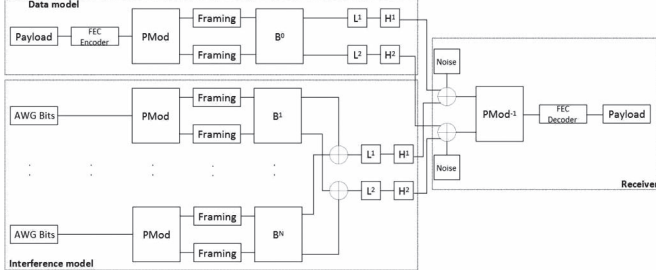 Data model
Payload
FEC
Encoder
PMod
Framing
Framing
B⁰
L¹
H¹
L²
H²
Noise
PMod⁻¹
FEC
Decoder
Payload
Noise
Receiver
AWG Bits
PMod
Framing
Framing
B¹
L¹
H¹
L²
H²
AWG Bits
PMod
Framing
Framing
Bᴺ
Interference model